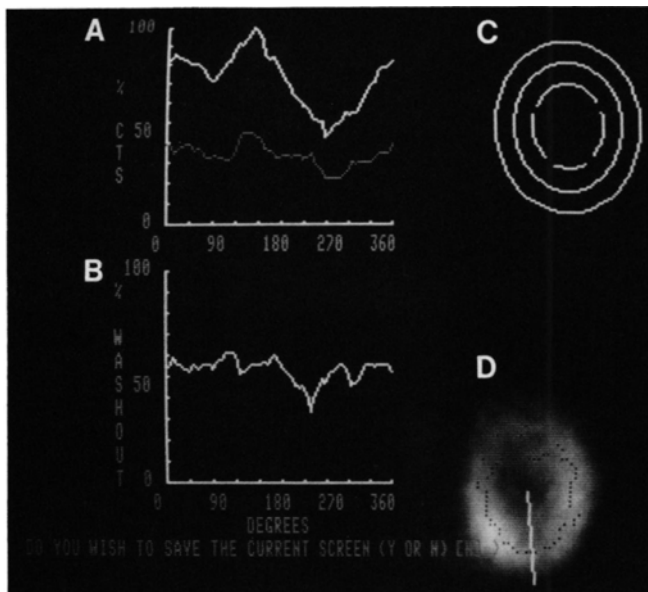 A
100
%
C
T
S
50
0
0 90 180 270 360
B
100
%
W
A
S
H
O
U
T
50
0
0 90 180 270 360
DEGREES
DO YOU WISH TO SAVE THE CURRENT SCREEN (Y OR N)
C
D